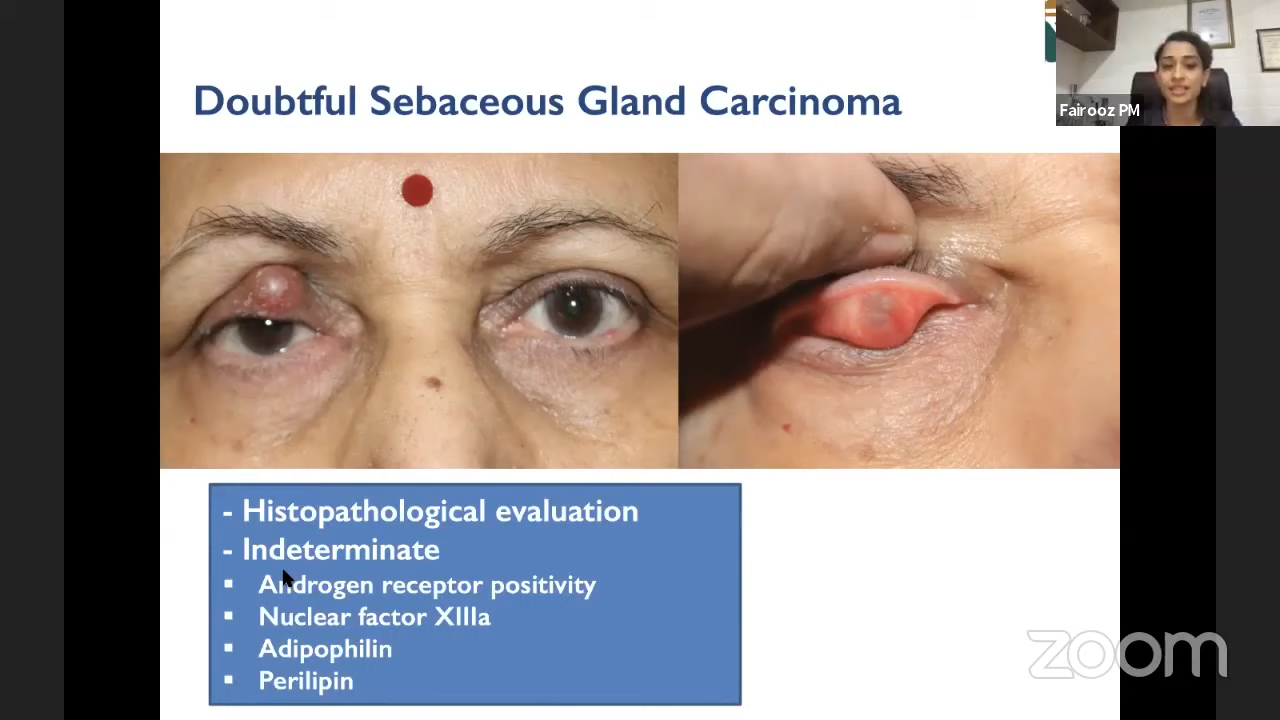 Doubtful Sebaceous Gland Carcinoma
Fairooz PM
- Histopathological evaluation
- Indeterminate
▪ Androgen receptor positivity
▪ Nuclear factor XIIIa
▪ Adipophilin
▪ Perilipin
zoom